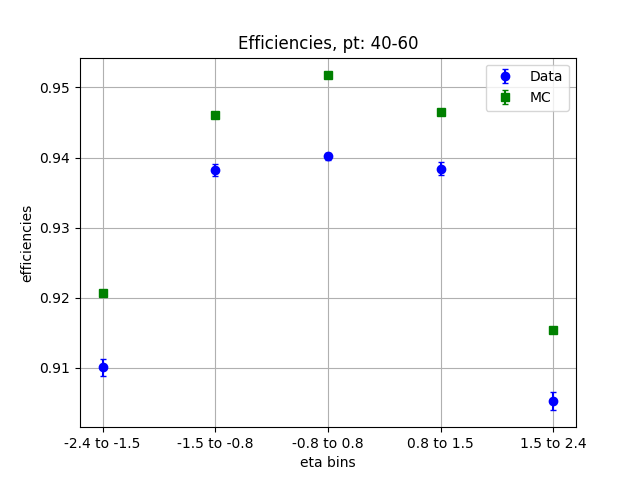 Efficiencies, pt: 40-60
Data
MC
0.95
0.94
0.93
0.92
0.91
efficiencies
-2.4 to -1.5
-1.5 to -0.8
-0.8 to 0.8
0.8 to 1.5
1.5 to 2.4
eta bins